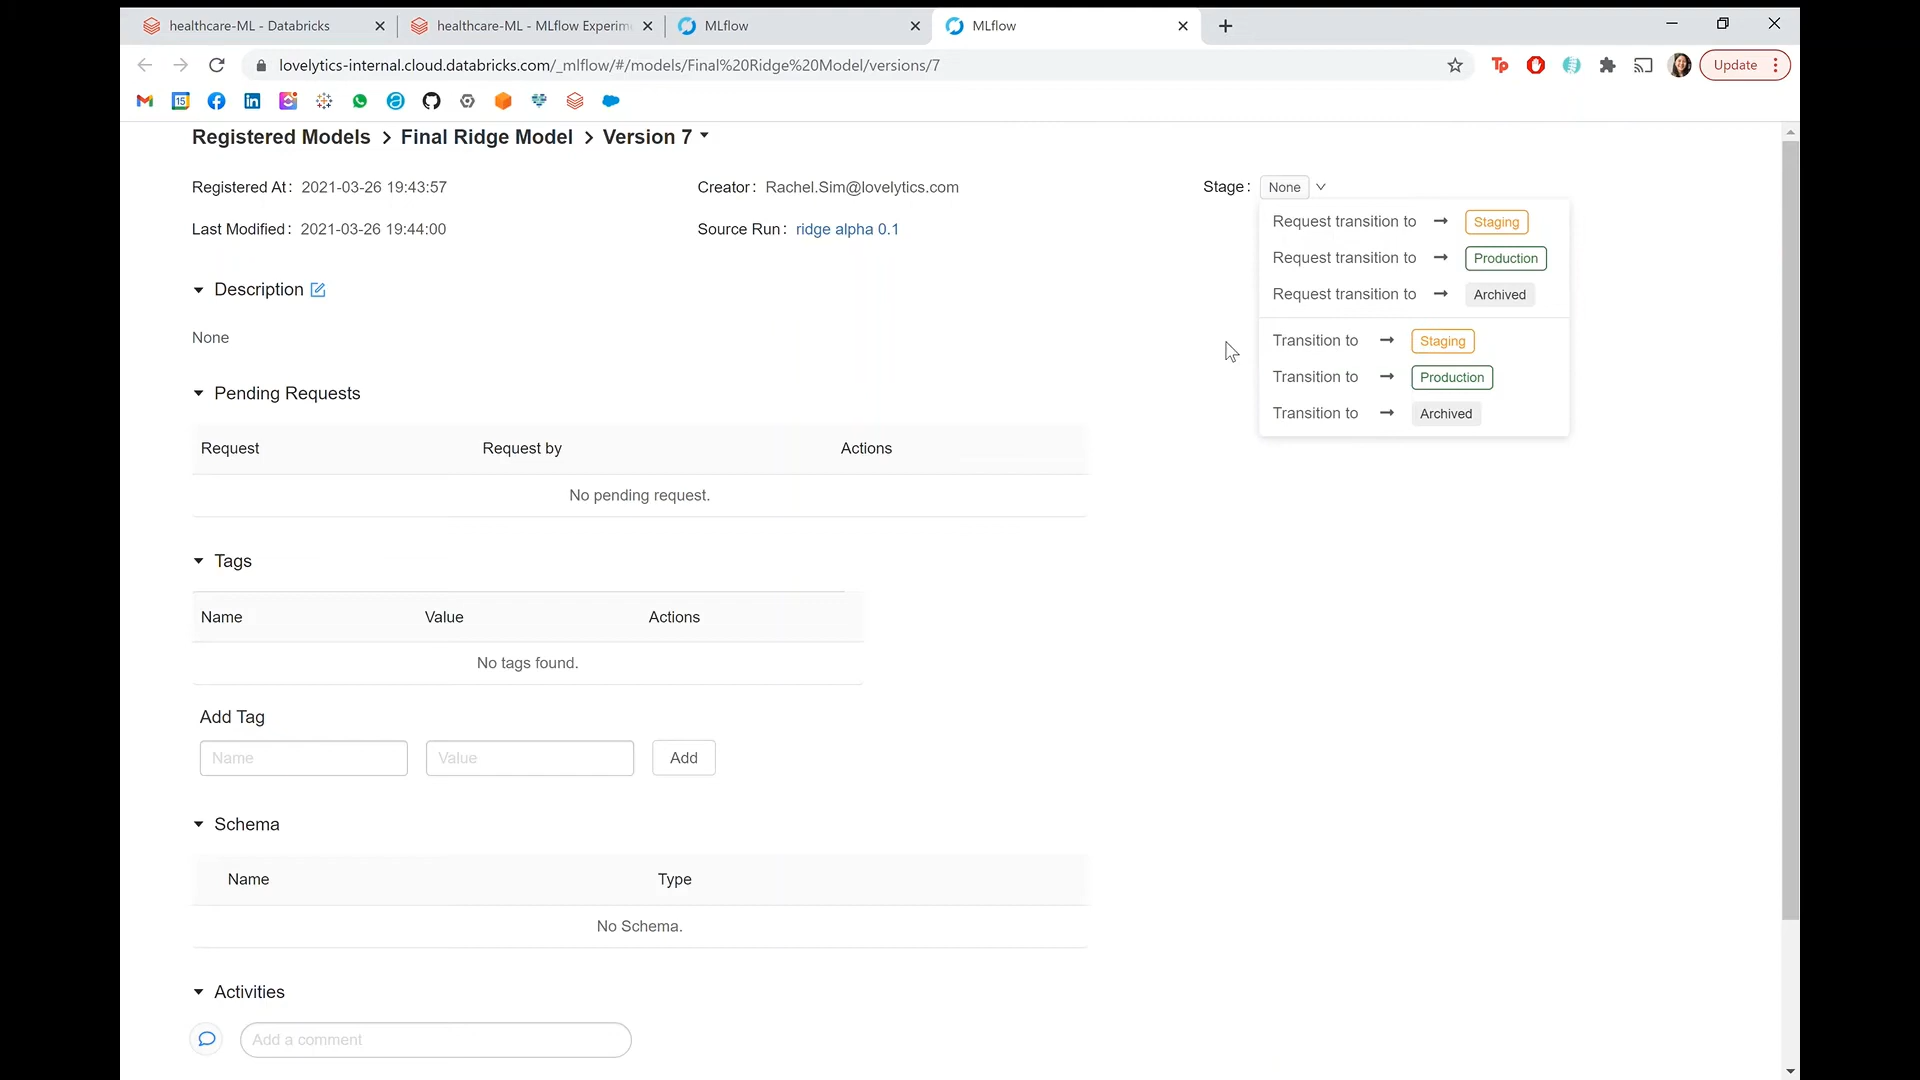 healthcare-ML - Databricks
healthcare-ML - MLflow Experim
MLflow
MLflow
lovelytics-internal.cloud.databricks.com/_mlflow/#/models/Final%20Ridge%20Model/versions/7
Tp
Update
15
Registered Models > Final Ridge Model > Version 7
Registered At: 2021-03-26 19:43:57
Creator: Rachel.Sim@lovelytics.com
Stage: None
Last Modified: 2021-03-26 19:44:00
Source Run: ridge alpha 0.1
Request transition to → Staging
Request transition to → Production
Request transition to → Archived
Transition to → Staging
Transition to → Production
Transition to → Archived
Description
None
Pending Requests
Request Request by Actions
No pending request.
Tags
Name Value Actions
No tags found.
Add Tag
Name Value Add
Schema
Name Type
No Schema.
Activities
Add a comment